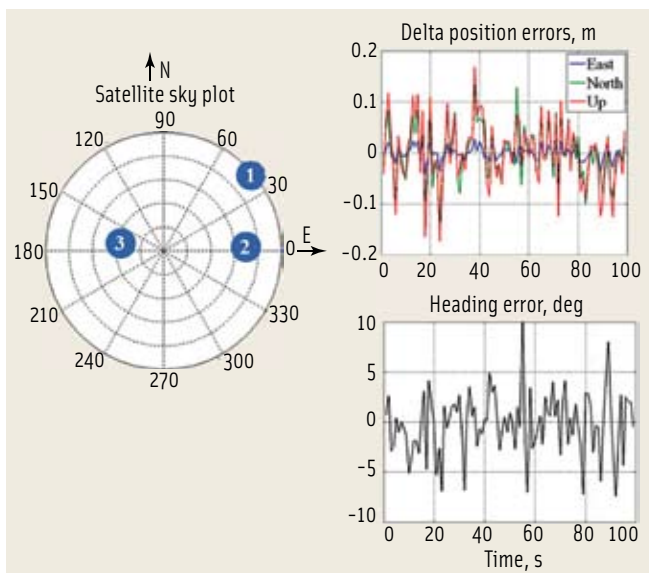 N
Satellite sky plot
90
120 60
150 30
180 0 E
210 330
240 300
270
1
2
3
Delta position errors, m
0.2
0.1
0
-0.1
-0.2
0 20 40 60 80 100
East
North
Up
Heading error, deg
10
5
0
-5
-10
0 20 40 60 80 100
Time, s